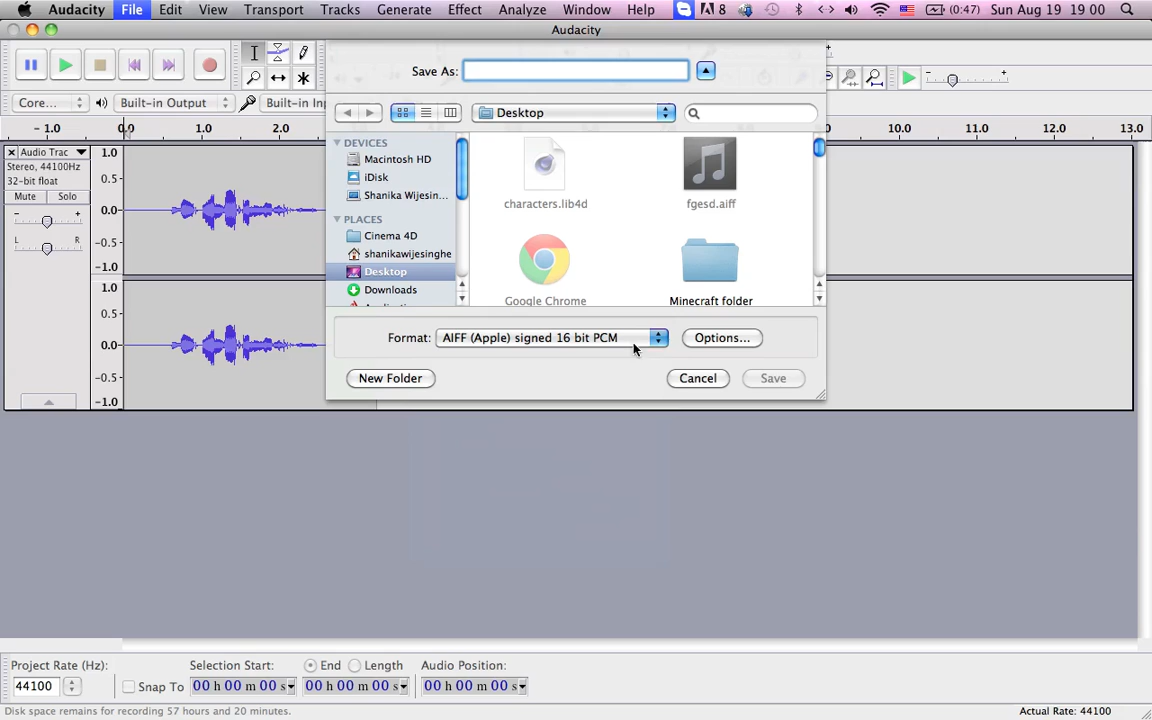 Audacity File Edit View Transport Tracks Generate Effect Analyze Window Help 8 (0:47) Sun Aug 19 19 00
Audacity
Save As:
Core... Built-in Output Built-in Inp
Desktop
- 1.0 0.0 1.0 2.0 10.0 11.0 12.0 13.0
Audio Trac
Stereo, 44100Hz
32-bit float
Mute Solo
- +
L R
1.0
0.5
0.0
-0.5
-1.0
1.0
0.5
0.0
-0.5
-1.0
DEVICES
Macintosh HD
iDisk
Shanika Wijesin...
PLACES
Cinema 4D
shanikawijesinghe
Desktop
Downloads
characters.lib4d
fgesd.aiff
Google Chrome
Minecraft folder
Format: AIFF (Apple) signed 16 bit PCM Options...
New Folder Cancel Save
Project Rate (Hz): Selection Start: End Length Audio Position:
44100 Snap To 00 h 00 m 00 s 00 h 00 m 00 s 00 h 00 m 00 s
Disk space remains for recording 57 hours and 20 minutes. Actual Rate: 44100